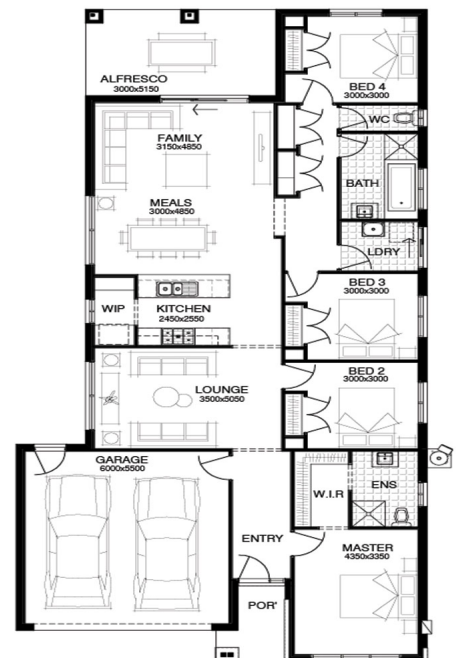 ALFRESCO
3000x5150
BED 4
3000x3000
WC
FAMILY
3150x4850
BATH
MEALS
3000x4850
LDRY
WIP
KITCHEN
2450x2550
BED 3
3000x3000
LOUNGE
3500x5050
BED 2
3000x3000
GARAGE
6000x5500
W.I.R
ENS
ENTRY
MASTER
4350x3350
POR'